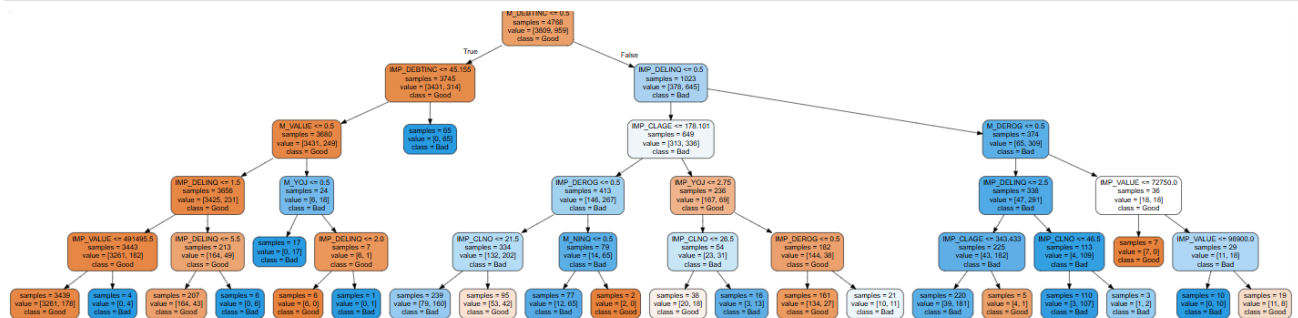 M_DEBTINC <= 0.5
samples = 4768
value = [3809, 959]
class = Good
True
False
IMP_DEBTINC <= 45.155
samples = 3745
value = [3431, 314]
class = Good
IMP_DELINQ <= 0.5
samples = 1023
value = [378, 645]
class = Bad
M_VALUE <= 0.5
samples = 3680
value = [3431, 249]
class = Good
samples = 65
value = [0, 65]
class = Bad
IMP_CLAGE <= 178.101
samples = 649
value = [313, 336]
class = Bad
M_DEROG <= 0.5
samples = 374
value = [65, 309]
class = Bad
IMP_DELINQ <= 1.5
samples = 3656
value = [3425, 231]
class = Good
M_YOJ <= 0.5
samples = 24
value = [6, 18]
class = Bad
IMP_DEROG <= 0.5
samples = 413
value = [146, 267]
class = Bad
IMP_YOJ <= 2.75
samples = 236
value = [167, 69]
class = Good
IMP_DELINQ <= 2.5
samples = 338
value = [47, 291]
class = Bad
IMP_VALUE <= 72750.0
samples = 36
value = [18, 18]
class = Good
IMP_VALUE <= 491495.5
samples = 3443
value = [3261, 182]
class = Good
IMP_DELINQ <= 5.5
samples = 213
value = [164, 49]
class = Good
samples = 17
value = [0, 17]
class = Bad
IMP_DELINQ <= 2.0
samples = 7
value = [6, 1]
class = Good
IMP_CLNO <= 21.5
samples = 334
value = [132, 202]
class = Bad
M_NINQ <= 0.5
samples = 79
value = [14, 65]
class = Bad
IMP_CLNO <= 26.5
samples = 54
value = [23, 31]
class = Bad
IMP_DEROG <= 0.5
samples = 182
value = [144, 38]
class = Good
IMP_CLAGE <= 343.433
samples = 225
value = [43, 182]
class = Bad
IMP_CLNO <= 46.5
samples = 113
value = [4, 109]
class = Bad
samples = 7
value = [7, 0]
class = Good
IMP_VALUE <= 98900.0
samples = 29
value = [11, 18]
class = Bad
samples = 3439
value = [3261, 178]
class = Good
samples = 4
value = [0, 4]
class = Bad
samples = 207
value = [164, 43]
class = Good
samples = 6
value = [0, 6]
class = Bad
samples = 6
value = [6, 0]
class = Good
samples = 1
value = [0, 1]
class = Bad
samples = 239
value = [79, 160]
class = Bad
samples = 95
value = [53, 42]
class = Good
samples = 77
value = [12, 65]
class = Bad
samples = 2
value = [2, 0]
class = Good
samples = 38
value = [20, 18]
class = Good
samples = 16
value = [3, 13]
class = Bad
samples = 161
value = [134, 27]
class = Good
samples = 21
value = [10, 11]
class = Bad
samples = 220
value = [39, 181]
class = Bad
samples = 5
value = [4, 1]
class = Good
samples = 110
value = [3, 107]
class = Bad
samples = 3
value = [1, 2]
class = Bad
samples = 10
value = [0, 10]
class = Bad
samples = 19
value = [11, 8]
class = Good